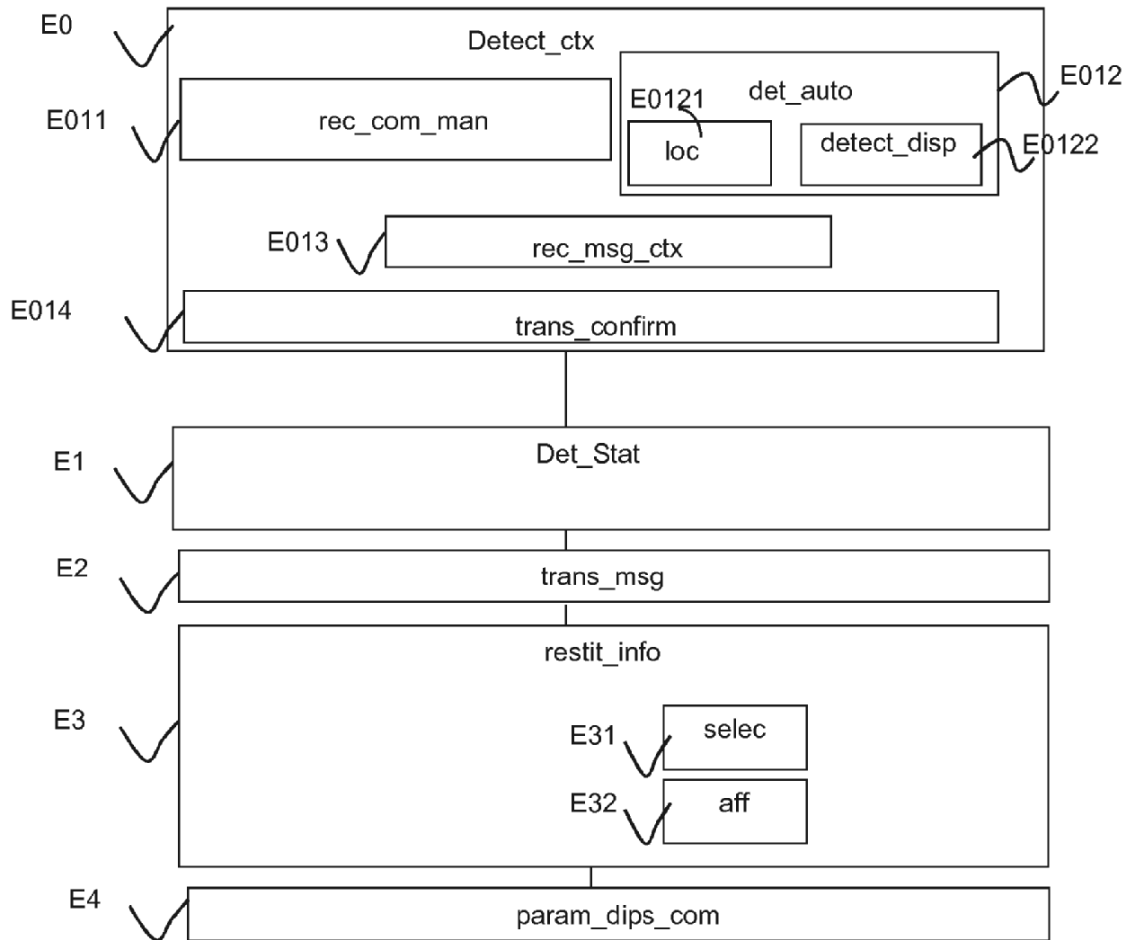 E0
Detect_ctx
E011
rec_com_man
E012
det_auto
E0121
loc
detect_disp
E0122
E013
rec_msg_ctx
E014
trans_confirm
E1
Det_Stat
E2
trans_msg
E3
restit_info
E31
selec
E32
aff
E4
param_dips_com